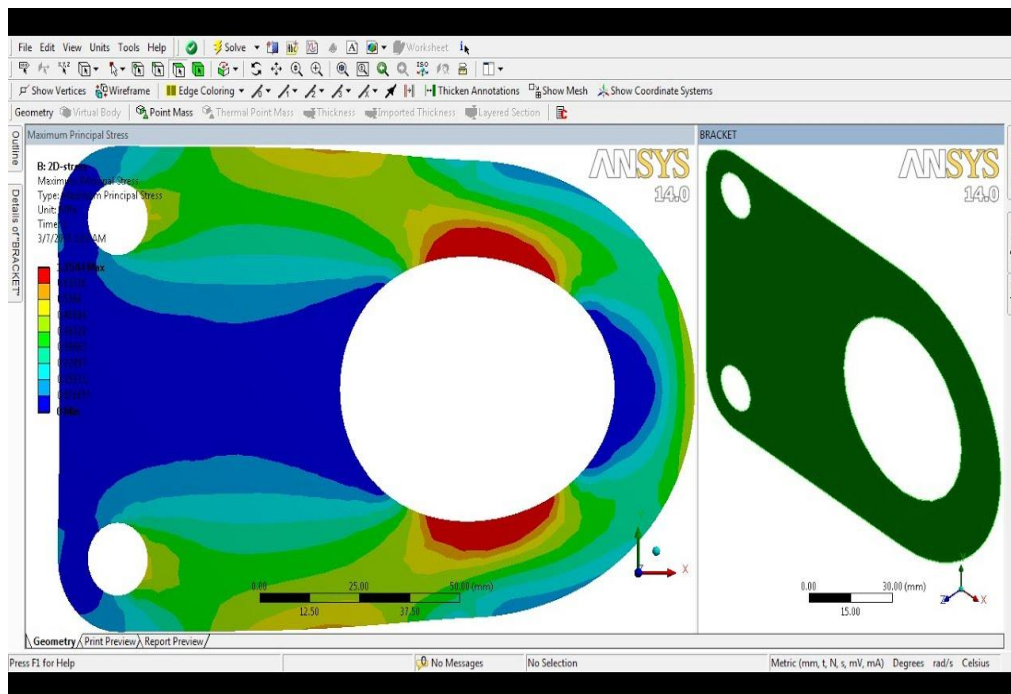 File Edit View Units Tools Help Solve Worksheet
Show Vertices Wireframe Edge Coloring Thicken Annotations Show Mesh Show Coordinate Systems
Geometry Virtual Body Point Mass Thermal Point Mass Thickness Imported Thickness Layered Section
Outline
Details of "BRACKET"
Maximum Principal Stress
B: 2D-stress
Maximum Principal Stress
Type: Maximum Principal Stress
Unit:
Time:
ANSYS
14.0
0.00 25.00 50.00 (mm)
12.50 37.50
X
BRACKET
ANSYS
14.0
0.00 30.00 (mm)
15.00
Z X
Geometry Print Preview Report Preview
Press F1 for Help 0 No Messages No Selection Metric (mm, t, N, s, mV, mA) Degrees rad/s Celsius